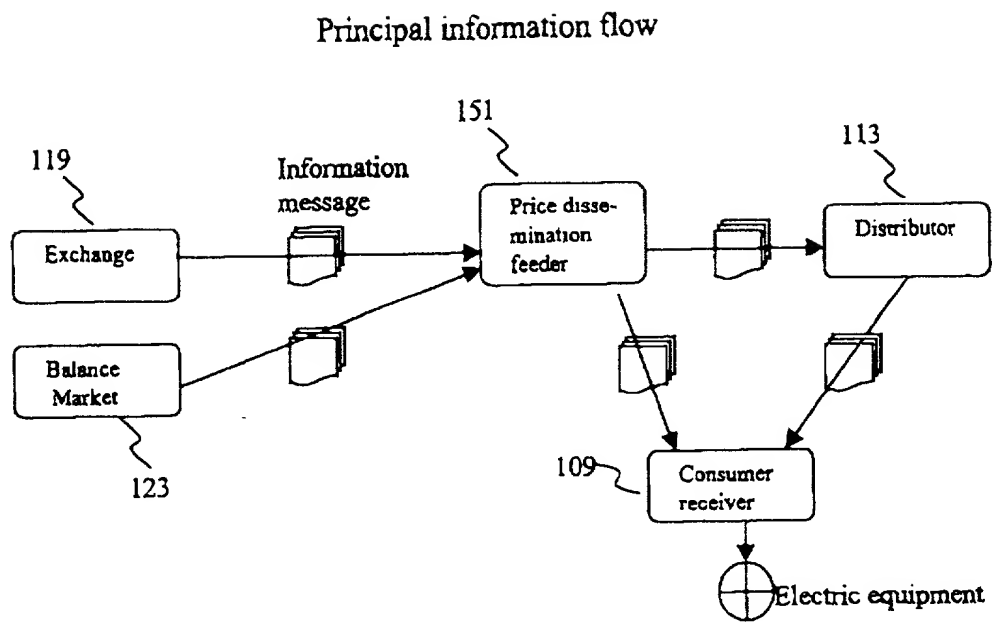 Principal information flow
151
113
119
Information
message
Price disse-
mination
feeder
Distributor
Exchange
Balance
Market
109
Consumer
receiver
123
Electric equipment